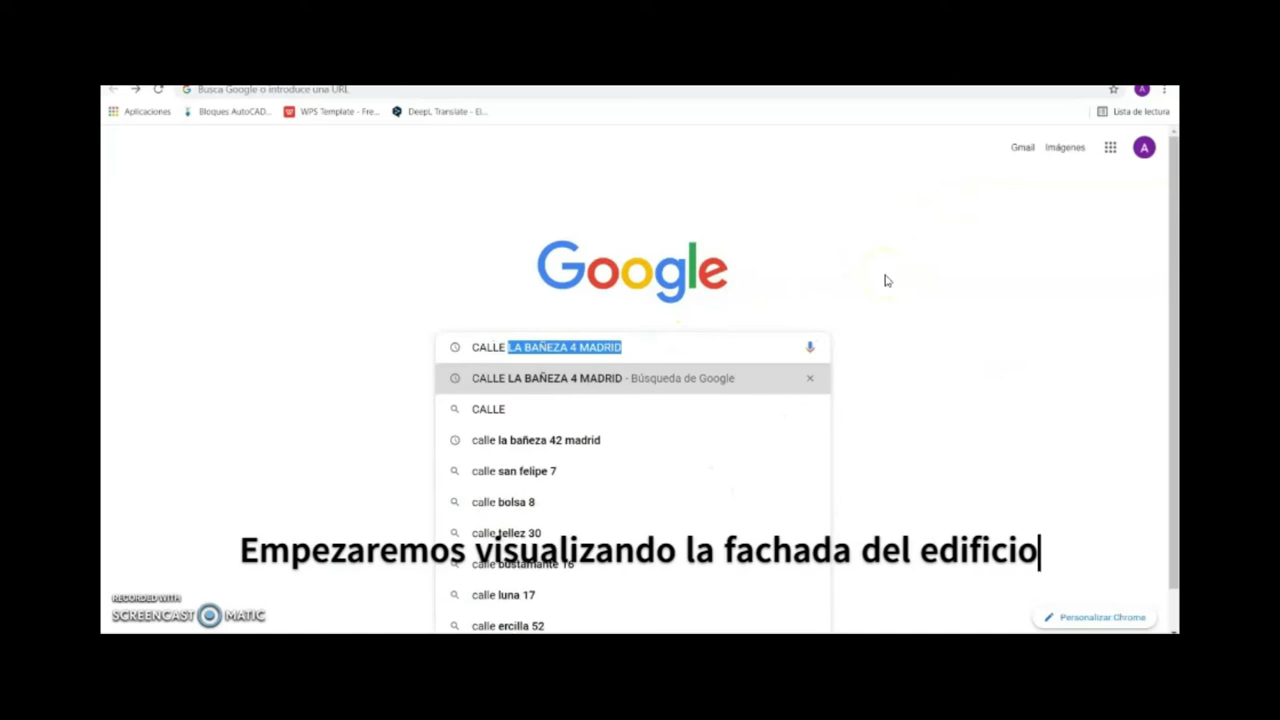 Busca Google o introduce una URL
Aplicaciones
Bloques AutoCAD...
WPS Template - Fre...
DeepL Translate - El...
Lista de lectura
Gmail
Imágenes
A
Google
CALLE LA BAÑEZA 4 MADRID
CALLE LA BAÑEZA 4 MADRID - Búsqueda de Google
CALLE
calle la bañeza 42 madrid
calle san felipe 7
calle bolsa 8
calle tellez 30
Empezaremos visualizando la fachada del edificio
calle bustamante 16
calle luna 17
calle ercilla 52
RECORDED WITH
SCREENCAST MATIC
Personalizar Chrome